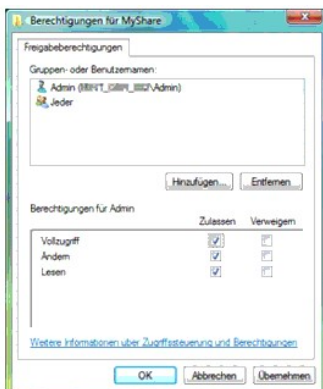 Berechtigungen für MyShare
Freigabeberechtigungen
Gruppen- oder Benutzernamen:
Admin (\Admin)
Jeder
Hinzufügen... Entfernen
Berechtigungen für Admin
Zulassen Verweigern
Vollzugriff
Ändern
Lesen
Weitere Informationen über Zugriffssteuerung und Berechtigungen
OK Abbrechen Übernehmen